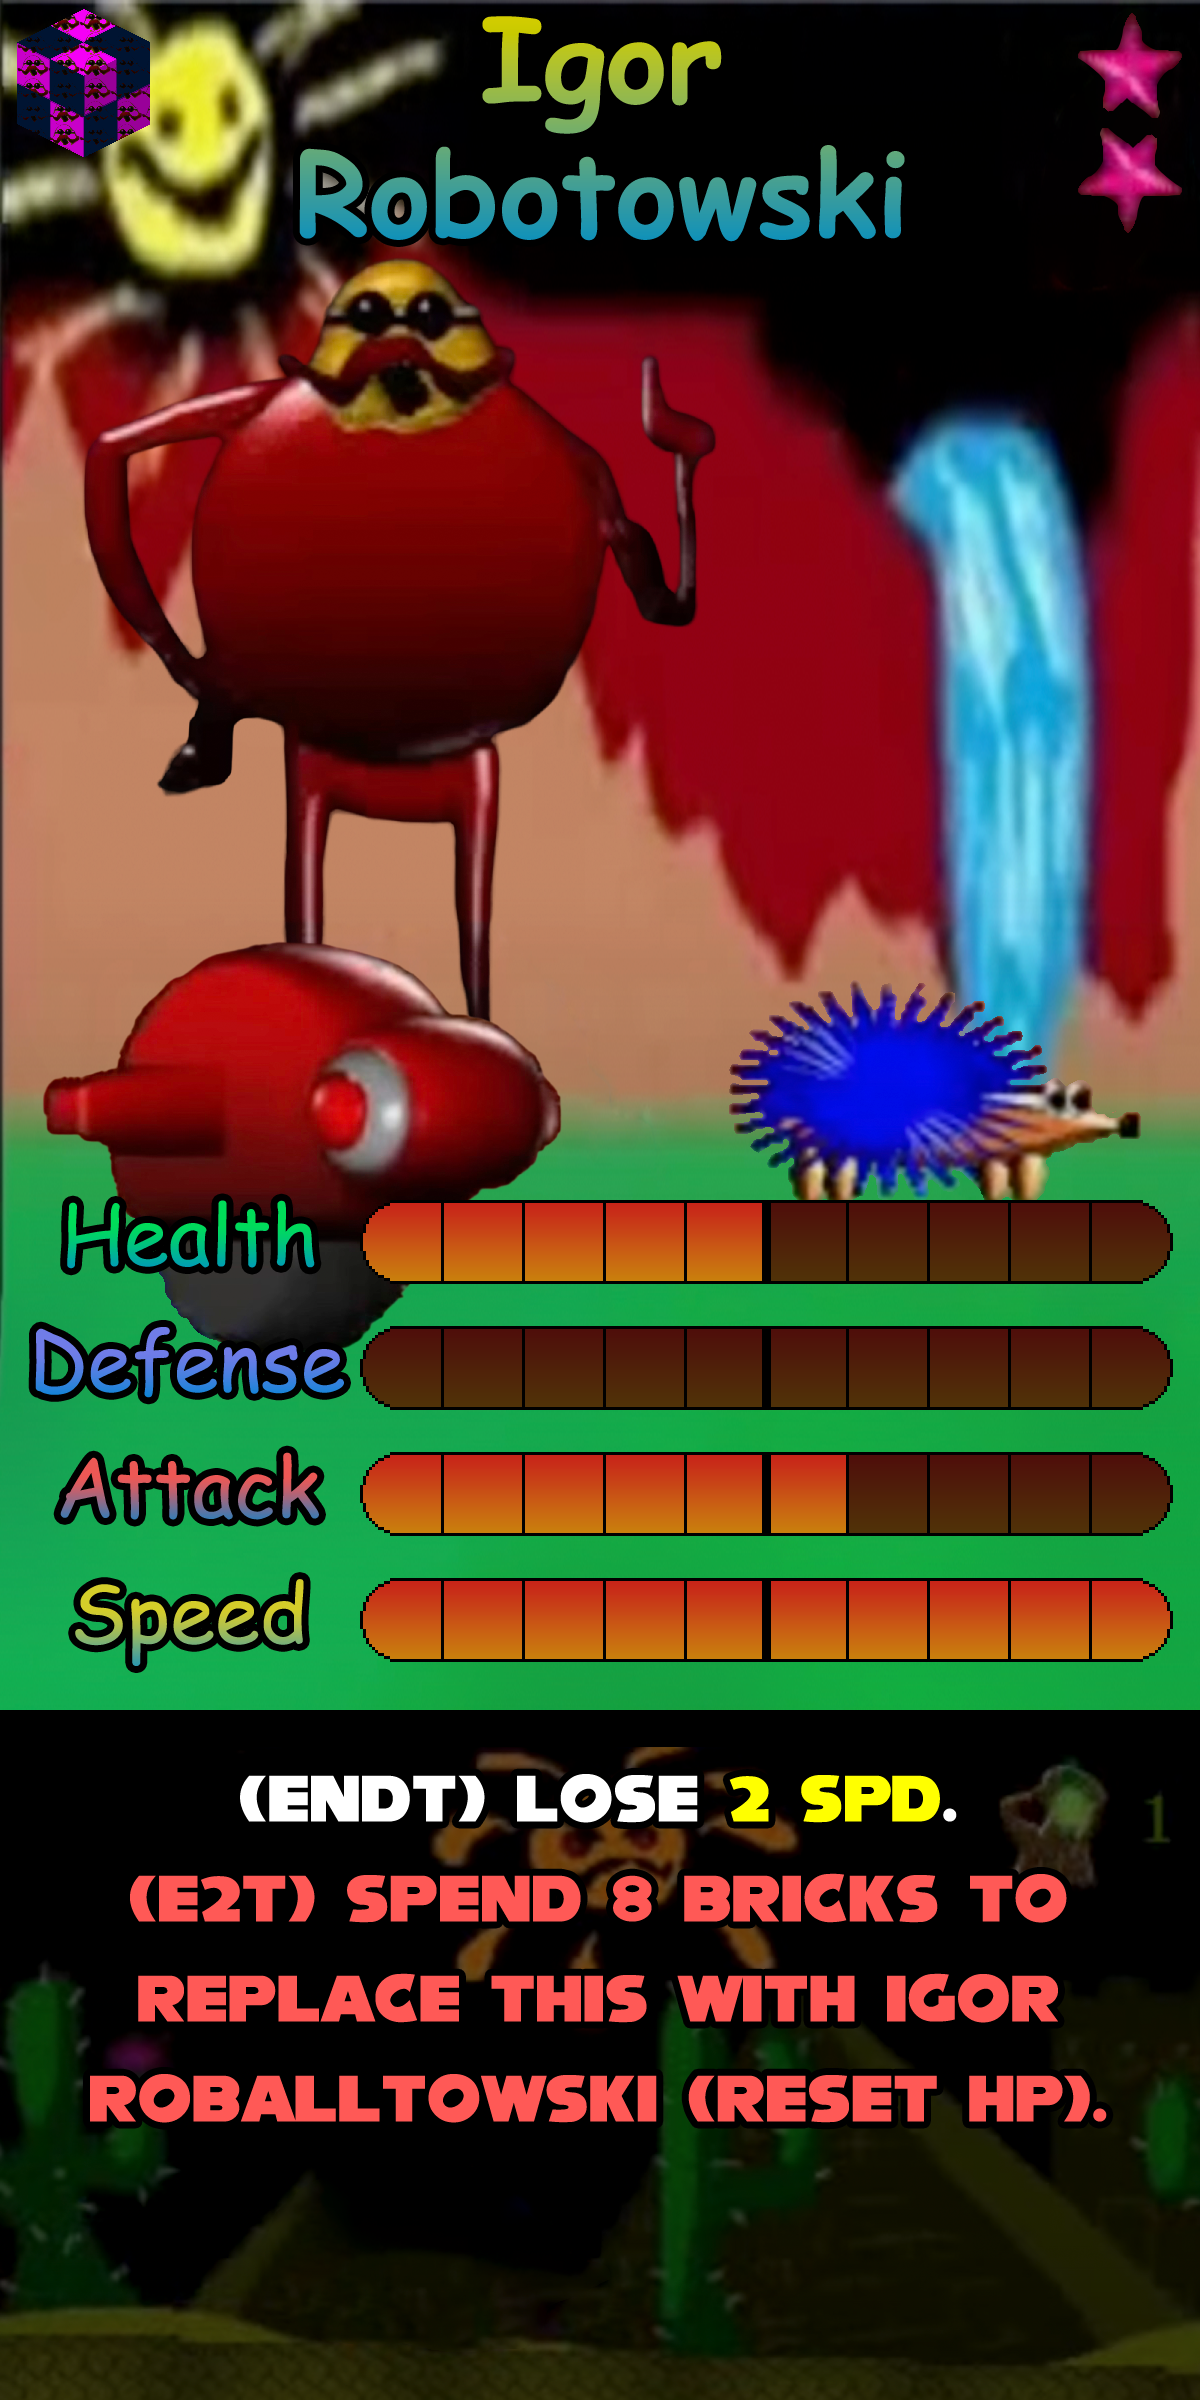 Igor
Robotowski
Health
Defense
Attack
Speed
(ENDT) LOSE 2 SPD.
1
(E2T) SPEND 8 BRICKS TO
REPLACE THIS WITH IGOR
ROBALLTOWSKI (RESET HP).